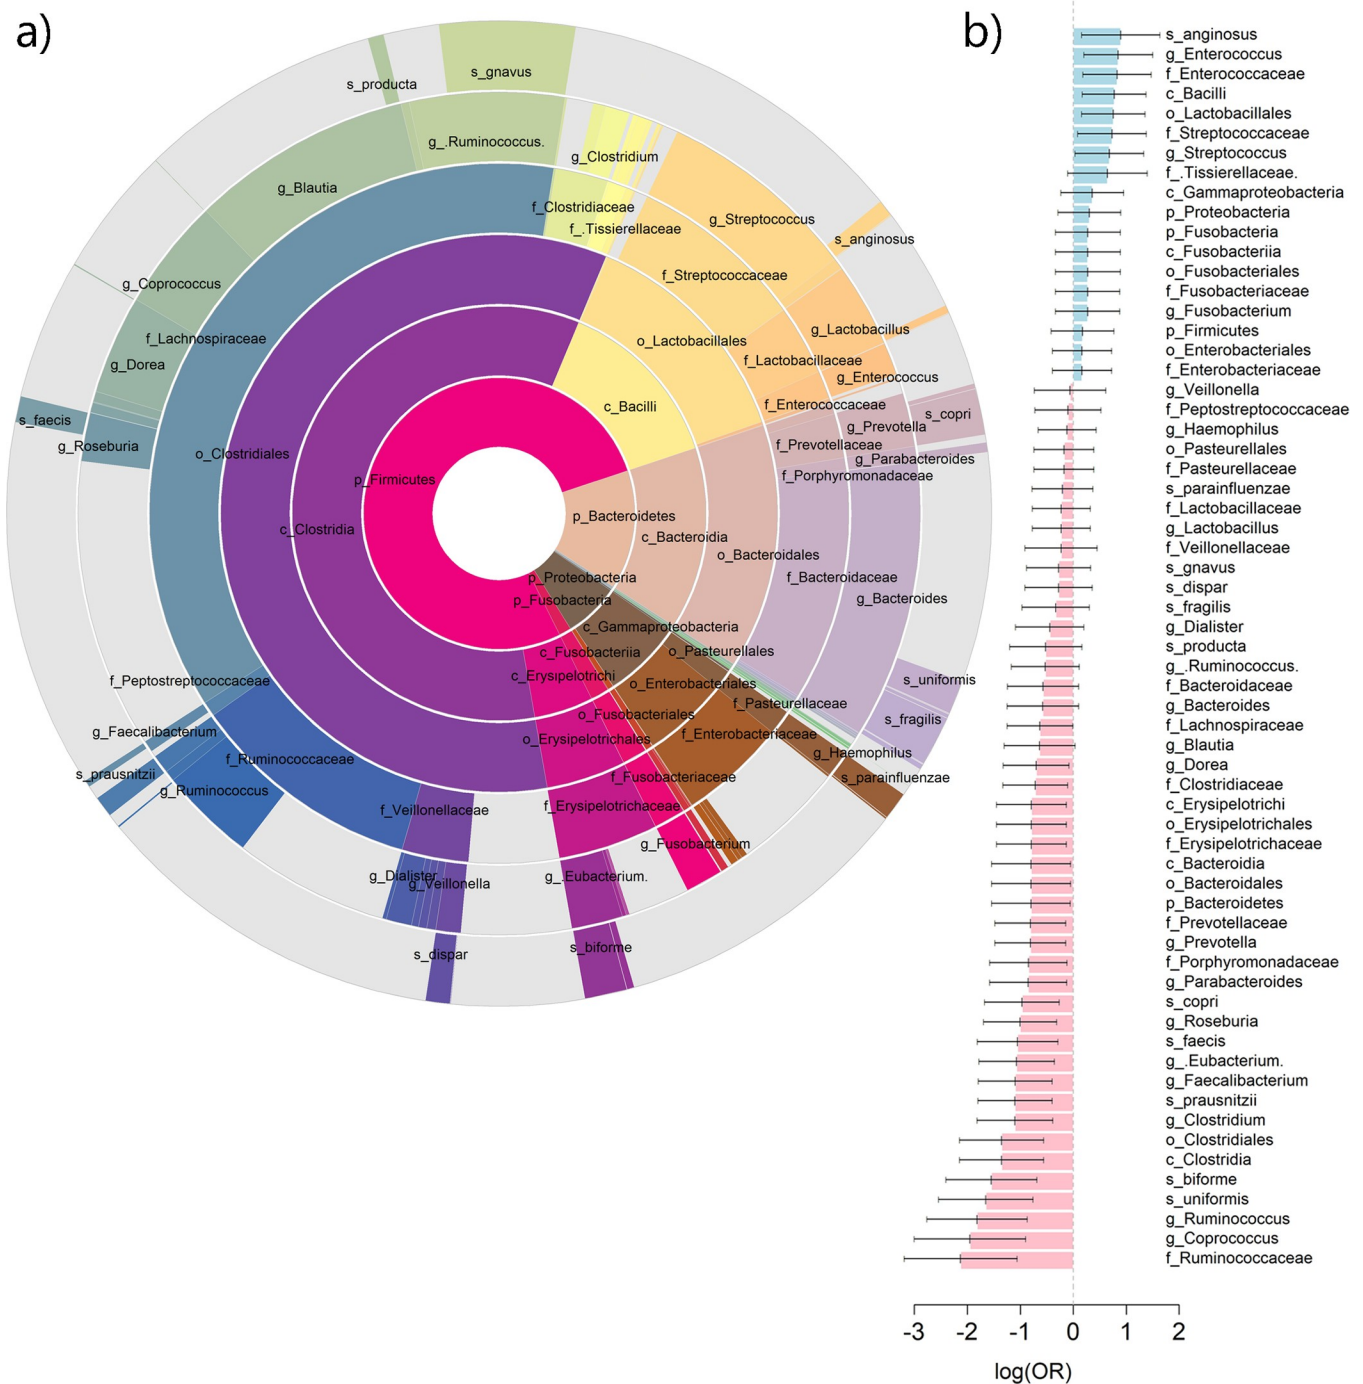 a)
s_gnavus
s_producta
g_.Ruminococcus.
g_Clostridium
g_Blautia
f_Clostridiaceae
f_.Tissierellaceae
g_Streptococcus
s_anginosus
f_Streptococcaceae
g_Coprococcus
f_Lachnospiraceae
g_Lactobacillus
o_Lactobacillales
f_Lactobacillaceae
g_Dorea
g_Enterococcus
c_Bacilli
f_Enterococcaceae
s_copri
s_faecis
g_Prevotella
g_Roseburia
f_Prevotellaceae
o_Clostridiales
g_Parabacteroides
f_Porphyromonadaceae
p_Firmicutes
p_Bacteroidetes
c_Clostridia
c_Bacteroidia
o_Bacteroidales
f_Bacteroidaceae
p_Proteobacteria
g_Bacteroides
p_Fusobacteria
c_Gammaproteobacteria
c_Fusobacteriia
o_Pasteurellales
c_Erysipelotrichi
f_Peptostreptococcaceae
o_Enterobacteriales
s_uniformis
f_Pasteurellaceae
o_Fusobacteriales
s_fragilis
g_Faecalibacterium
o_Erysipelotrichales
f_Enterobacteriaceae
g_Haemophilus
f_Ruminococcaceae
s_prausnitzii
f_Fusobacteriaceae
s_parainfluenzae
g_Ruminococcus
f_Veillonellaceae
f_Erysipelotrichaceae
g_Fusobacterium
g_Dialister
g_Veillonella
g_.Eubacterium.
s_dispar
s_biforme
b)
s_anginosus
g_Enterococcus
f_Enterococcaceae
c_Bacilli
o_Lactobacillales
f_Streptococcaceae
g_Streptococcus
f_.Tissierellaceae.
c_Gammaproteobacteria
p_Proteobacteria
p_Fusobacteria
c_Fusobacteriia
o_Fusobacteriales
f_Fusobacteriaceae
g_Fusobacterium
p_Firmicutes
o_Enterobacteriales
f_Enterobacteriaceae
g_Veillonella
f_Peptostreptococcaceae
g_Haemophilus
o_Pasteurellales
f_Pasteurellaceae
s_parainfluenzae
f_Lactobacillaceae
g_Lactobacillus
f_Veillonellaceae
s_gnavus
s_dispar
s_fragilis
g_Dialister
s_producta
g_.Ruminococcus.
f_Bacteroidaceae
g_Bacteroides
f_Lachnospiraceae
g_Blautia
g_Dorea
f_Clostridiaceae
c_Erysipelotrichi
o_Erysipelotrichales
f_Erysipelotrichaceae
c_Bacteroidia
o_Bacteroidales
p_Bacteroidetes
f_Prevotellaceae
g_Prevotella
f_Porphyromonadaceae
g_Parabacteroides
s_copri
g_Roseburia
s_faecis
g_.Eubacterium.
g_Faecalibacterium
s_prausnitzii
g_Clostridium
o_Clostridiales
c_Clostridia
s_biforme
s_uniformis
g_Ruminococcus
g_Coprococcus
f_Ruminococcaceae
-3 -2 -1 0 1 2
log(OR)